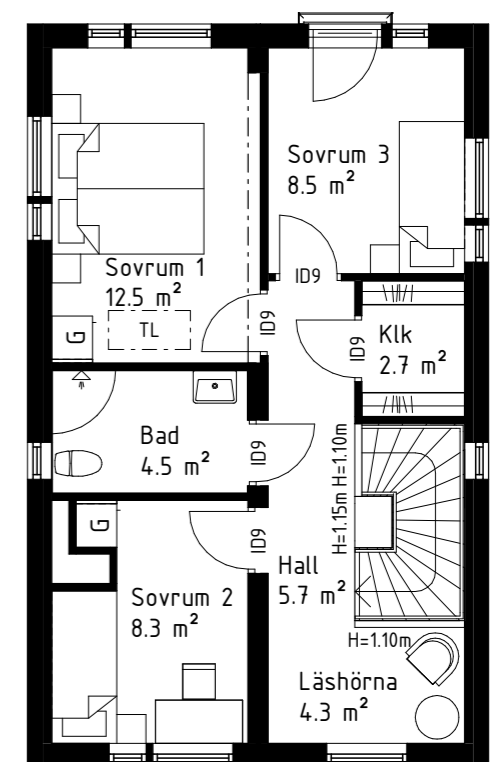 Sovrum 3
8.5 m²
Sovrum 1
12.5 m²
ID9
TL
G
ID9
Klk
2.7 m²
ID9
Bad
4.5 m²
ID9
H=1.10m
G
H=1.15m
ID9
Hall
5.7 m²
Sovrum 2
8.3 m²
H=1.10m
Läshörna
4.3 m²